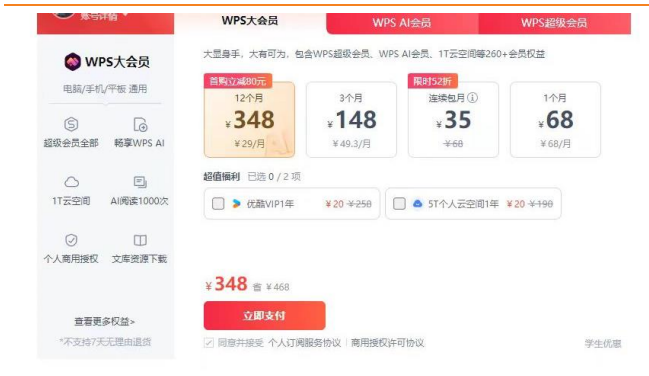 账号详情
WPS大会员
WPS AI会员
WPS超级会员
WPS大会员
电脑/手机/平板 通用
超级会员全部
畅享WPS AI
1T云空间
AI阅读1000次
个人商用授权
文库资源下载
查看更多权益>
*不支持7天无理由退货
大显身手，大有可为，包含WPS超级会员、WPS AI会员、1T云空间等260+会员权益
首购立减80元
12个月
¥348
¥29/月
3个月
¥148
¥49.3/月
限时52折
连续包月
¥35
¥68
1个月
¥68
¥68/月
超值福利 已选 0 / 2 项
优酷VIP1年 ¥20 ¥258
5T个人云空间1年 ¥20 ¥190
¥348 省 ¥468
立即支付
同意并接受 个人订阅服务协议 | 商用授权许可协议
学生优惠